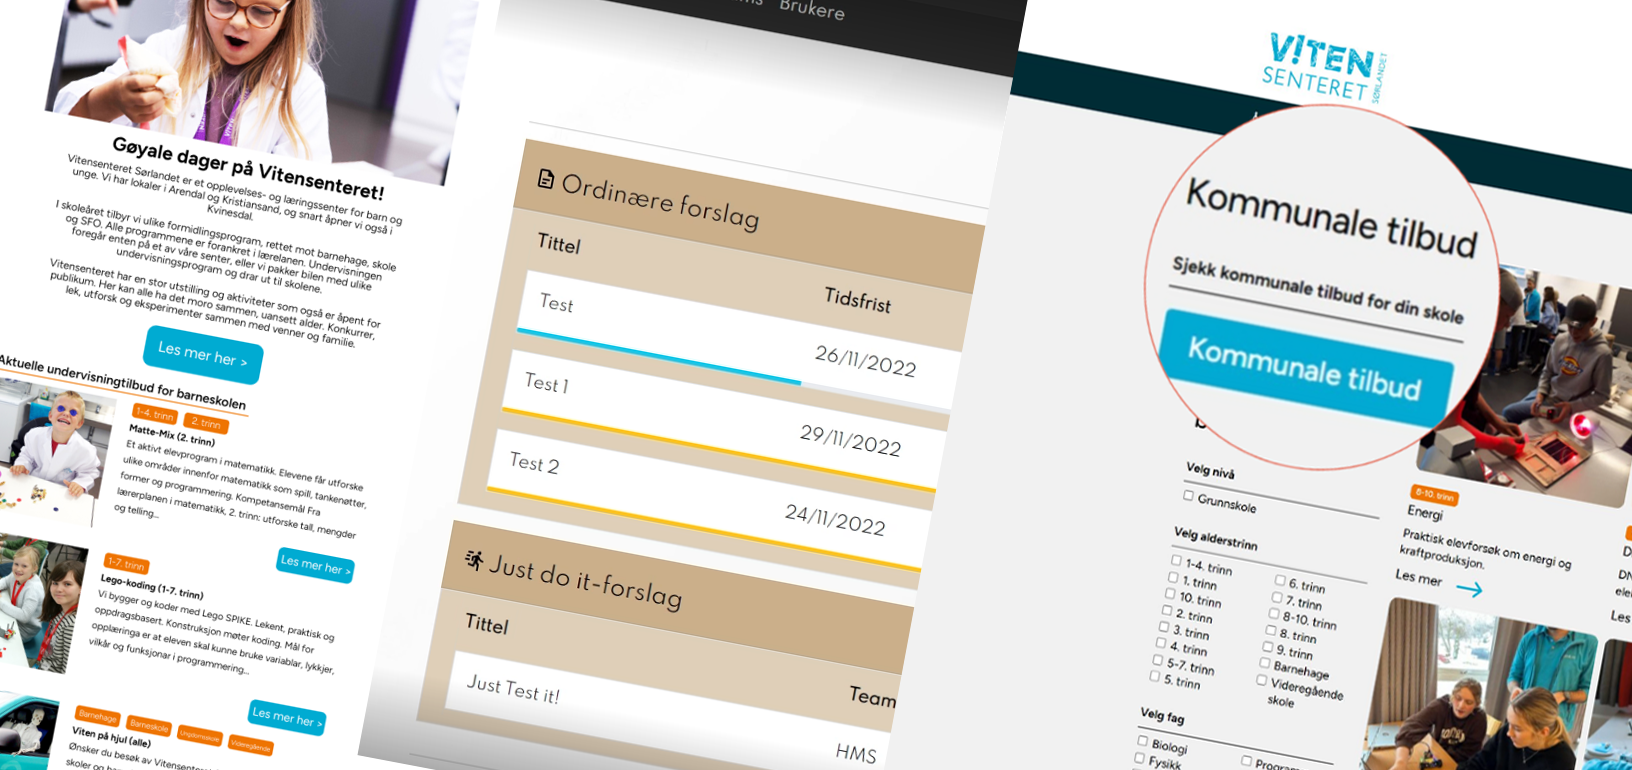 Gøyale dager på Vitensenteret!
Vitensenteret Sørlandet er et opplevelses- og læringssenter for barn og
unge. Vi har lokaler i Arendal og Kristiansand, og snart åpner vi også i
Kvinesdal.
I skoleåret tilbyr vi ulike formidlingsprogram, rettet mot barnehage, skole
og SFO. Alle programmene er forankret i lærelanen. Undervisningen
foregår enten på et av våre senter, eller vi pakker bilen med ulike
undervisningsprogram og drar ut til skolene.
Vitensenteret har en stor utstilling og aktiviteter som også er åpent for
publikum. Her kan alle ha det moro sammen, uansett alder. Konkurrer,
lek, utforsk og eksperimenter sammen med venner og familie.
Les mer her >
Aktuelle undervisningtilbud for barneskolen
1-4. trinn
2. trinn
Matte-Mix (2. trinn)
Et aktivt elevprogram i matematikk. Elevene får utforske
ulike områder innenfor matematikk som spill, tankenøtter,
former og programmering. Kompetansemål Fra
lærerplanen i matematikk, 2. trinn: utforske tall, mengder
og telling...
Les mer her >
1-7. trinn
Lego-koding (1-7. trinn)
Vi bygger og koder med Lego SPIKE. Lekent, praktisk og
oppdragsbasert. Konstruksjon møter koding. Mål for
opplæringa er at eleven skal kunne bruke variablar, lykkjer,
vilkår og funksjonar i programmering...
Les mer her >
Barnehage
Barneskole
Ungdomsskole
Videregående
Viten på hjul (alle)
Ønsker du besøk av Vitensenteret
skoler og
Brukere
Ordinære forslag
Tittel
Tidsfrist
Test
26/11/2022
Test 1
29/11/2022
Test 2
24/11/2022
Just do it-forslag
Tittel
Team
Just Test it!
HMS
V!TEN
SENTERET
SØRLANDET
Kommunale tilbud
Sjekk kommunale tilbud for din skole
Kommunale tilbud
Velg nivå
Grunnskole
Velg alderstrinn
1-4. trinn
1. trinn
10. trinn
2. trinn
3. trinn
4. trinn
5-7. trinn
5. trinn
6. trinn
7. trinn
8-10. trinn
8. trinn
9. trinn
Barnehage
Videregående
skole
Velg fag
Biologi
Fysikk
8-10. trinn
Energi
Praktisk elevforsøk om energi og
kraftproduksjon.
Les mer
Les